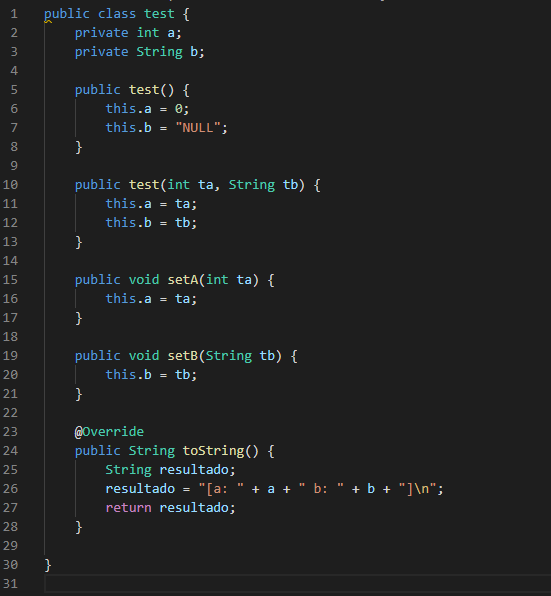 1 public class test {
2     private int a;
3     private String b;
4
5     public test() {
6         this.a = 0;
7         this.b = "NULL";
8     }
9
10     public test(int ta, String tb) {
11         this.a = ta;
12         this.b = tb;
13     }
14
15     public void setA(int ta) {
16         this.a = ta;
17     }
18
19     public void setB(String tb) {
20         this.b = tb;
21     }
22
23     @Override
24     public String toString() {
25         String resultado;
26         resultado = "[a: " + a + " b: " + b + "]\n";
27         return resultado;
28     }
29
30 }
31